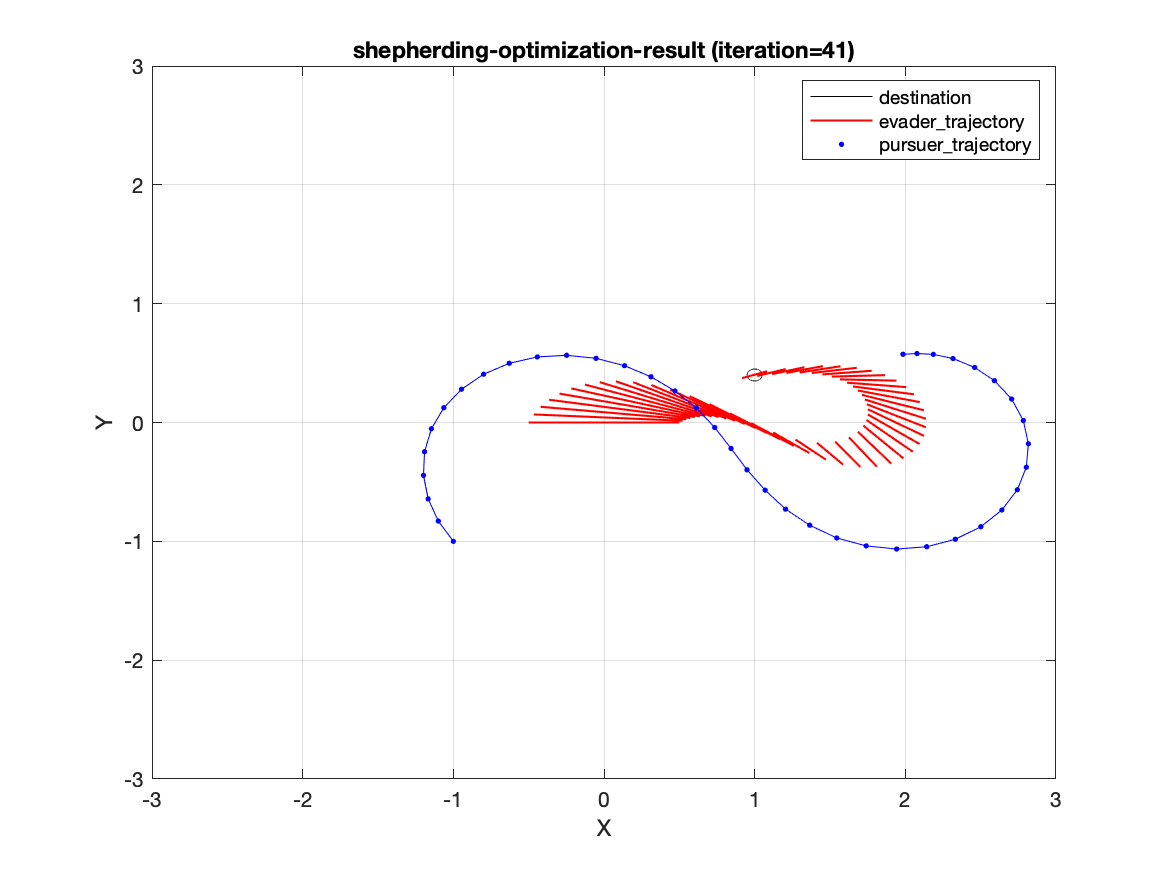 shepherding-optimization-result (iteration=41)
destination
evader_trajectory
pursuer_trajectory
3
2
1
0
-1
-2
-3
Y
-3 -2 -1 0 1 2 3
X